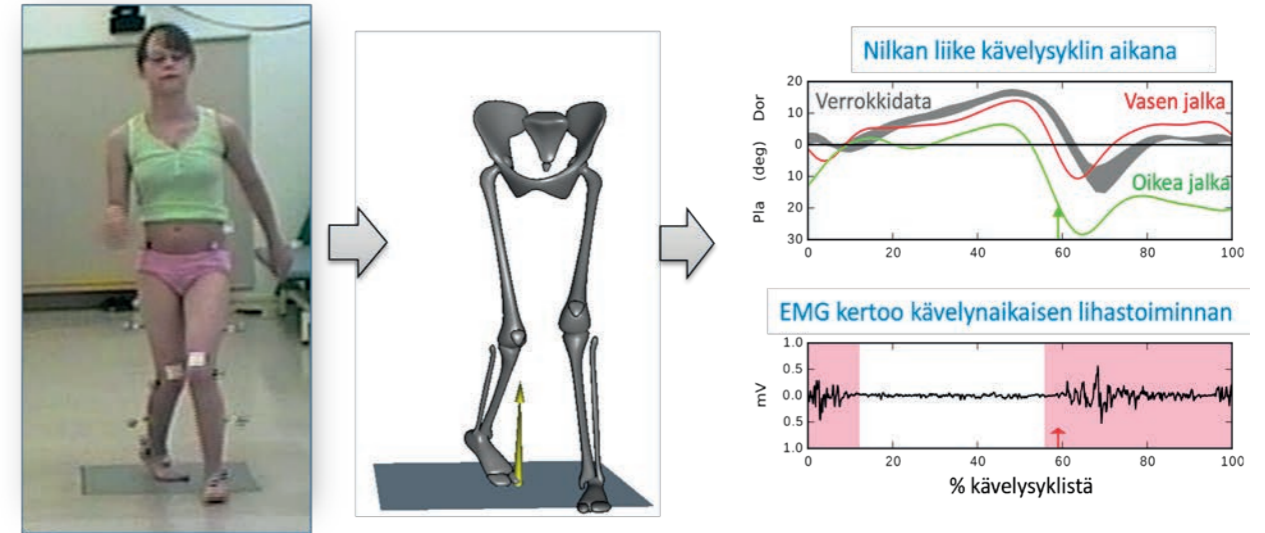 Nilkan liike kävelysyklin aikana
20
10
0
10
20
30
Dor
(deg)
Pla
Verrokkidata
Vasen jalka
Oikea jalka
0 20 40 60 80 100
EMG kertoo kävelynaikaisen lihastoiminnan
1.0
0.5
0.0
0.5
1.0
mV
0 20 40 60 80 100
% kävelysyklistä